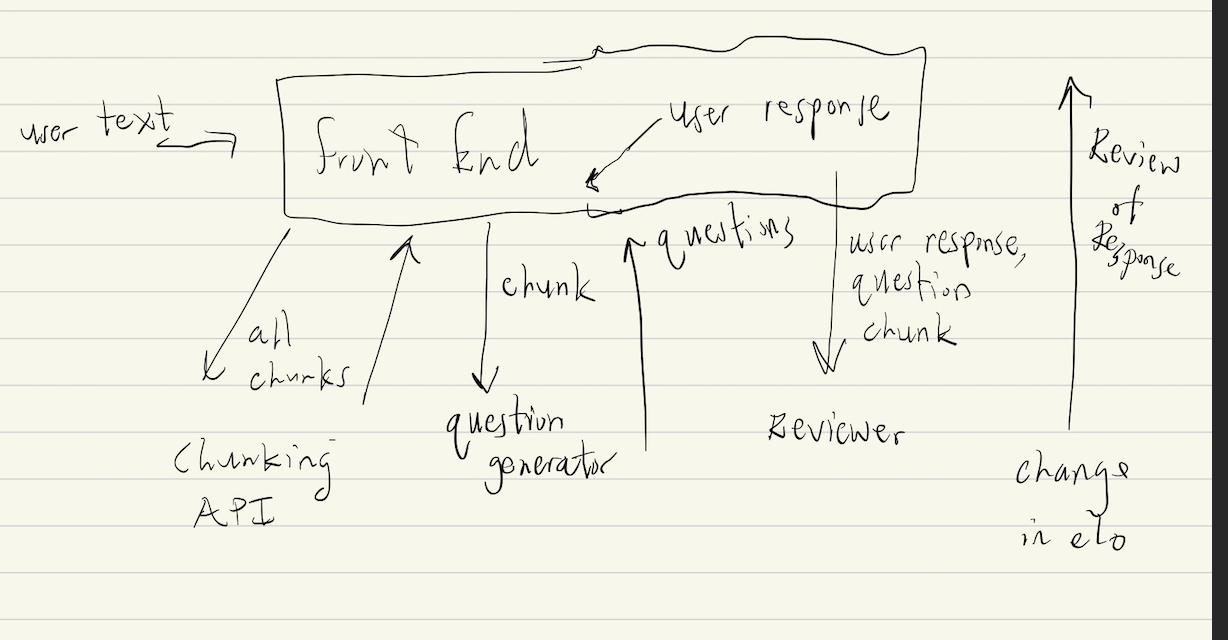 user text
front End
user response
questions
Review
of
Response
user response,
question
chunk
chunk
all
chunks
question
generator
Reviewer
Chunking
API
change
in elo